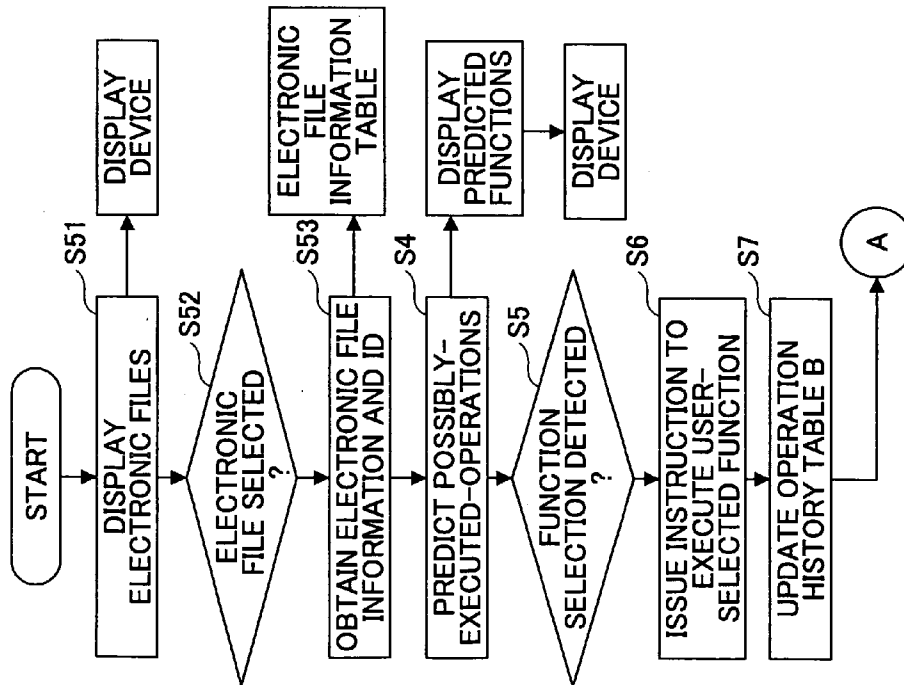 START
S51
DISPLAY
ELECTRONIC FILES
DISPLAY
DEVICE
S52
ELECTRONIC
FILE SELECTED
?
S53
OBTAIN ELECTRONIC FILE
INFORMATION AND ID
ELECTRONIC
FILE
INFORMATION
TABLE
S4
PREDICT POSSIBLY-
EXECUTED-OPERATIONS
DISPLAY
PREDICTED
FUNCTIONS
DISPLAY
DEVICE
S5
FUNCTION
SELECTION DETECTED
?
S6
ISSUE INSTRUCTION TO
EXECUTE USER-
SELECTED FUNCTION
S7
UPDATE OPERATION
HISTORY TABLE B
A